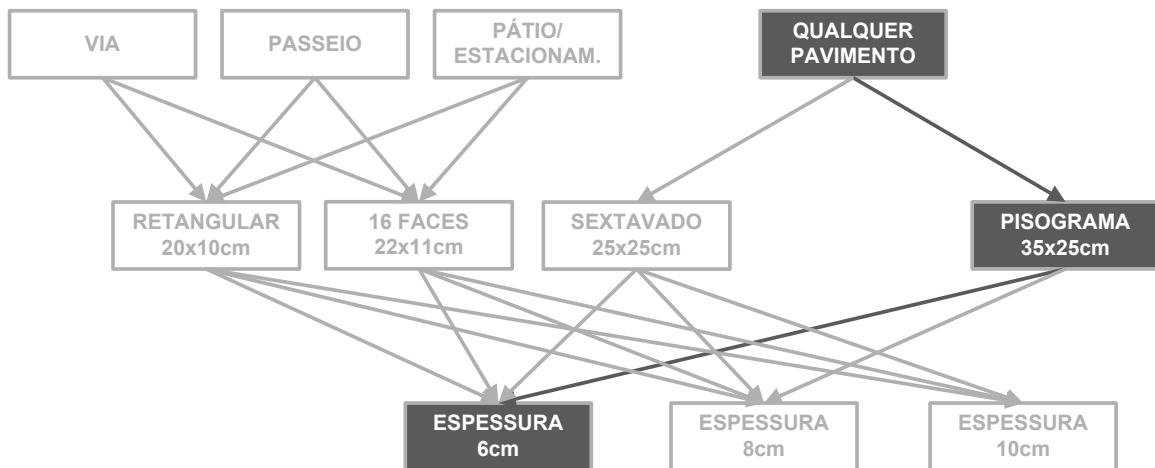 VIA
PASSEIO
PÁTIO/
ESTACIONAM.
QUALQUER
PAVIMENTO
RETANGULAR
20x10cm
16 FACES
22x11cm
SEXTAVADO
25x25cm
PISOGRAMA
35x25cm
ESPESSURA
6cm
ESPESSURA
8cm
ESPESSURA
10cm